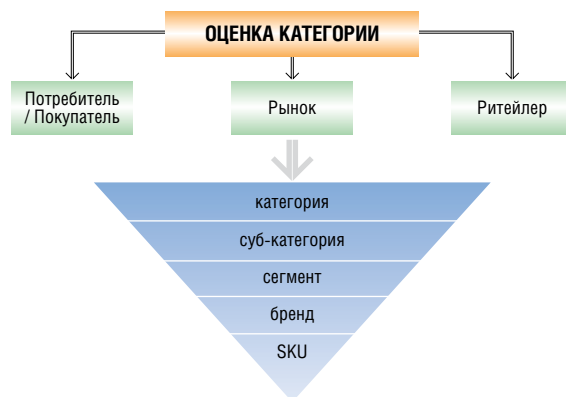 ОЦЕНКА КАТЕГОРИИ
Потребитель
/ Покупатель
Рынок
Ритейлер
категория
суб-категория
сегмент
бренд
SKU